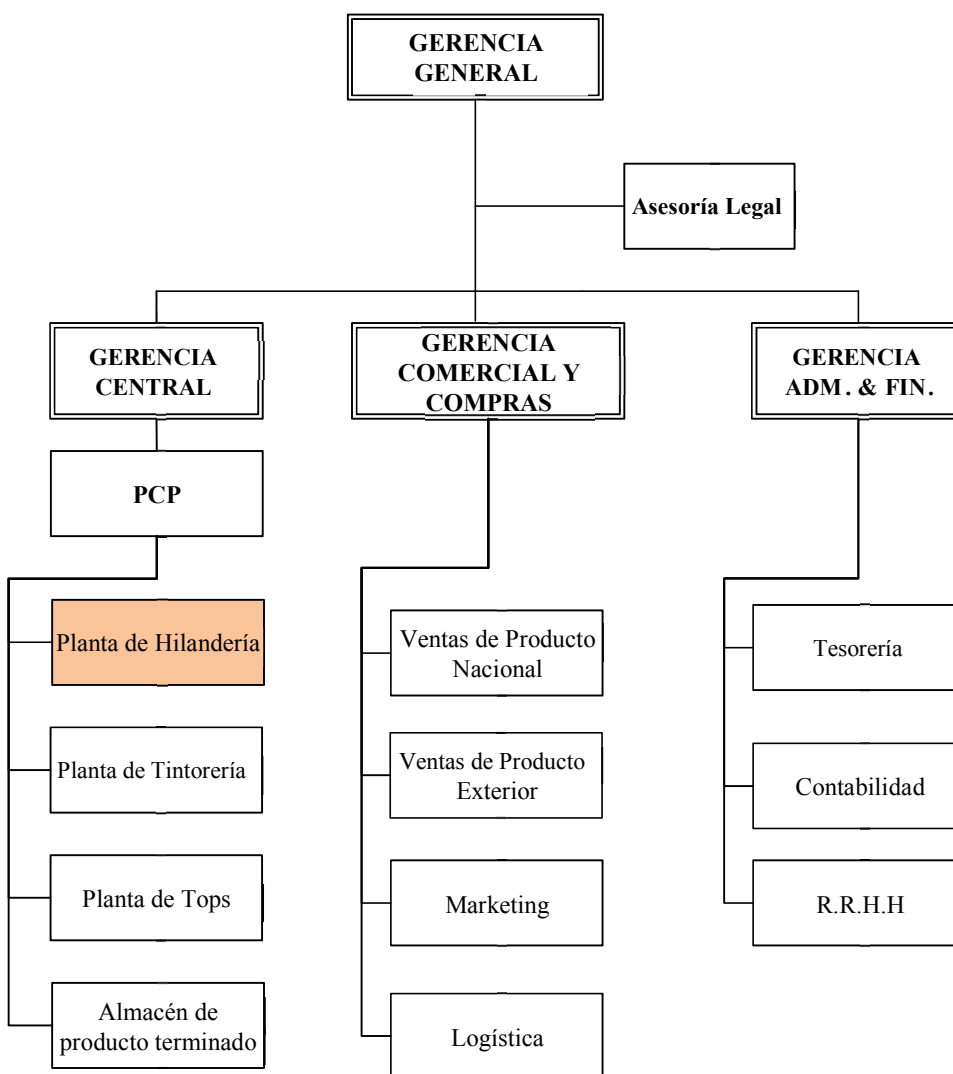 GERENCIA
GENERAL
Asesoría Legal
GERENCIA
CENTRAL
GERENCIA
COMERCIAL Y
COMPRAS
GERENCIA
ADM. & FIN.
PCP
Planta de Hilandería
Planta de Tintorería
Planta de Tops
Almacén de
producto terminado
Ventas de Producto
Nacional
Ventas de Producto
Exterior
Marketing
Logística
Tesorería
Contabilidad
R.R.H.H